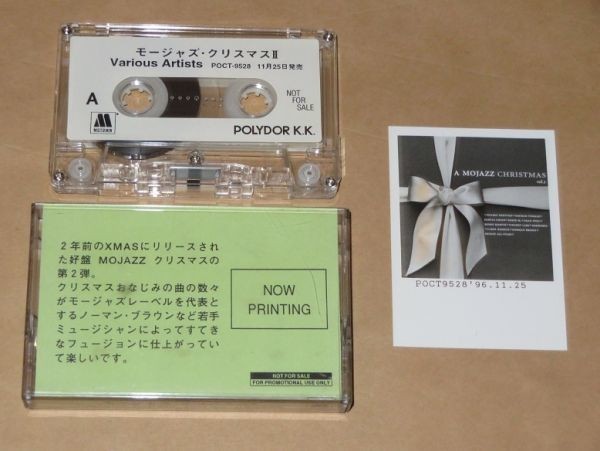 モージャズ・クリスマスⅡ
Various Artists POCT-9528 11月25日発売
A
NOT
FOR
SALE
MOTOWN
POLYDOR K.K.
2年前のXMASにリリースされ
た好盤 MOJAZZ クリスマスの
第2弾。
クリスマスおなじみの曲の数々
がモージャズレーベルを代表と
するノーマン・ブラウンなど若手
ミュージシャンによってすてき
なフュージョンに仕上がってい
て楽しいです。
NOW
PRINTING
NOT FOR SALE
FOR PROMOTIONAL USE ONLY
A MOJAZZ CHRISTMAS
POCT9528'96.11.25